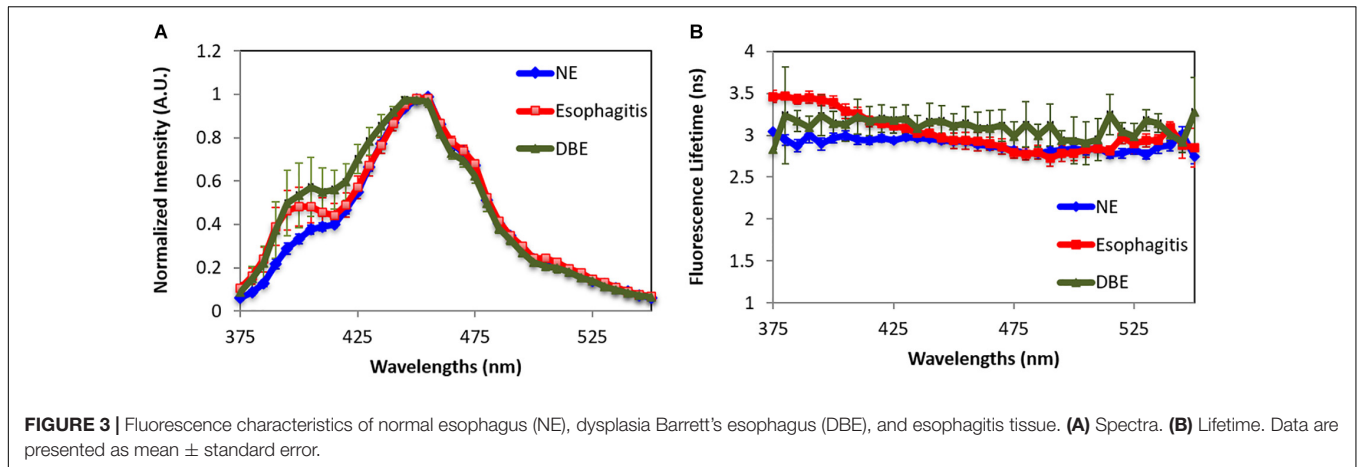 A
Normalized Intensity (A.U.)
1.2
1
0.8
0.6
0.4
0.2
0
375 425 475 525
Wavelengths (nm)
NE
Esophagitis
DBE
B
Fluorescence Lifetime (ns)
4
3.5
3
2.5
2
1.5
1
375 425 475 525
Wavelengths (nm)
NE
Esophagitis
DBE
FIGURE 3 | Fluorescence characteristics of normal esophagus (NE), dysplasia Barrett's esophagus (DBE), and esophagitis tissue. (A) Spectra. (B) Lifetime. Data are
presented as mean ± standard error.